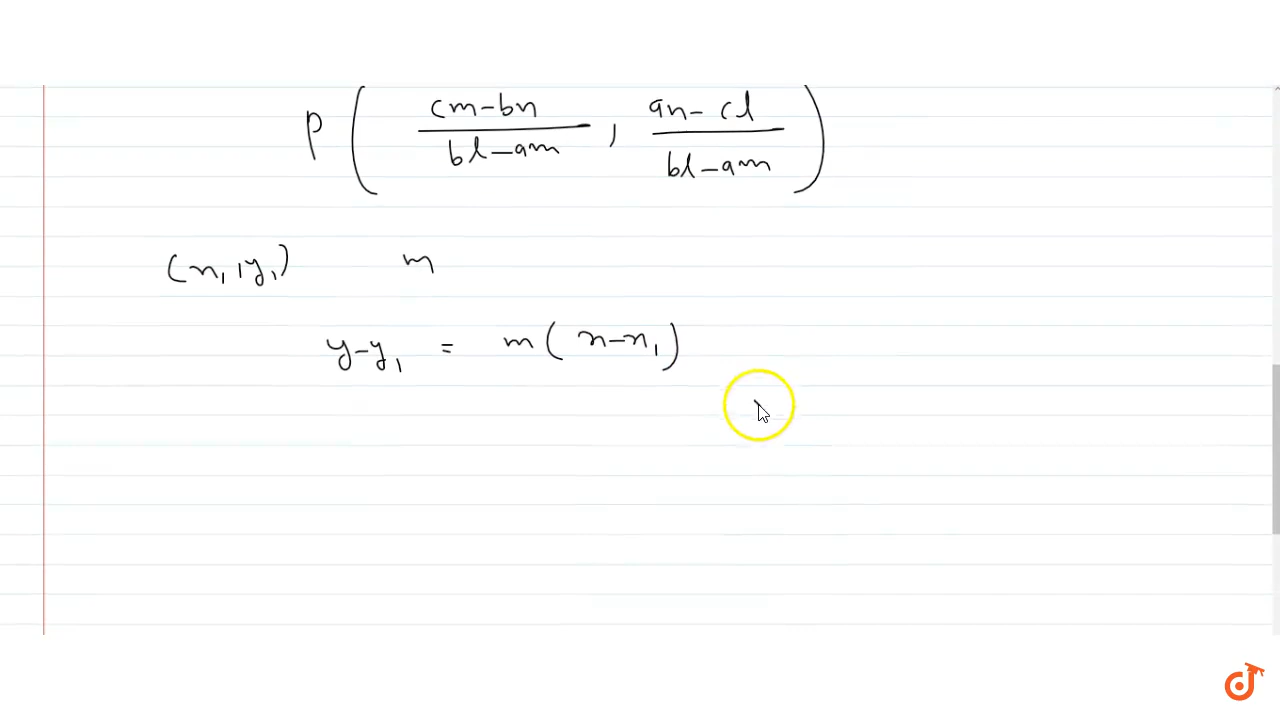 P ( cm-bn / bl-am , an-cl / bl-am )
(x₁, y₁) m
y-y₁ = m(x-x₁)